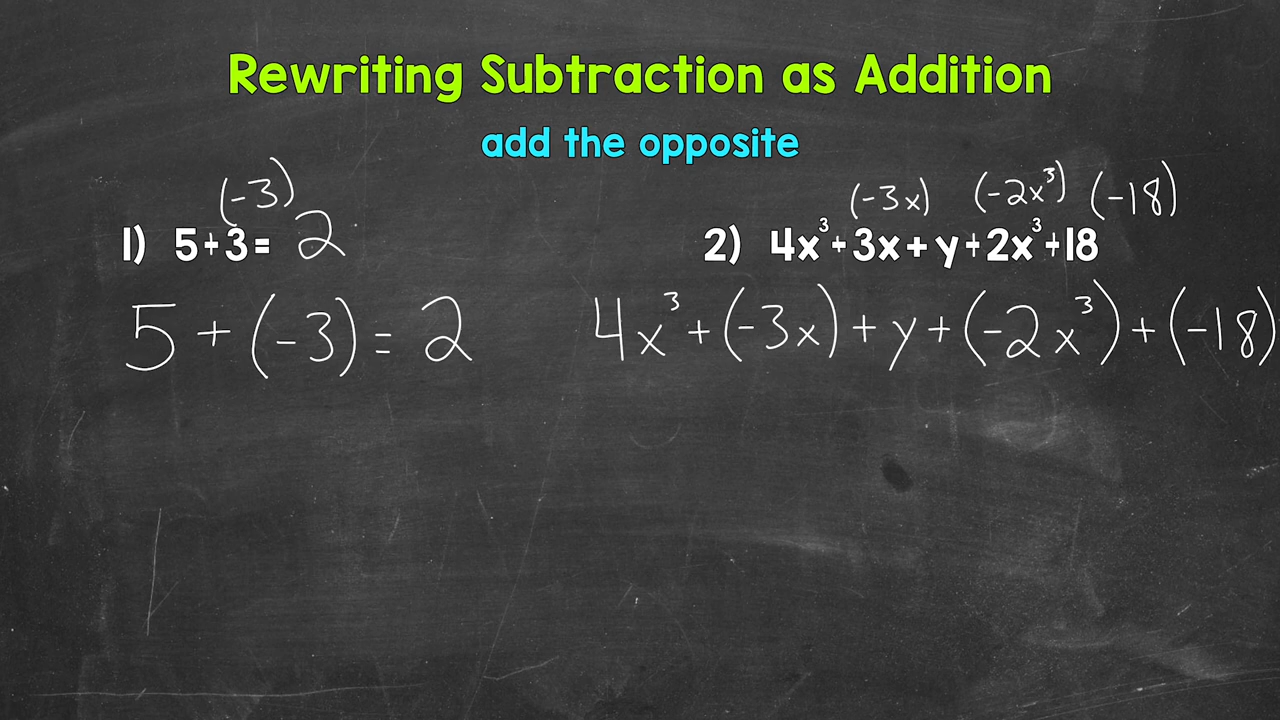 Rewriting Subtraction as Addition
add the opposite
(-3)
1) 5+3= 2
5 + (-3) = 2
(-3x) (-2x³) (-18)
2) 4x³+3x+y+2x³+18
4x³+(-3x)+y+(-2x³)+(-18)